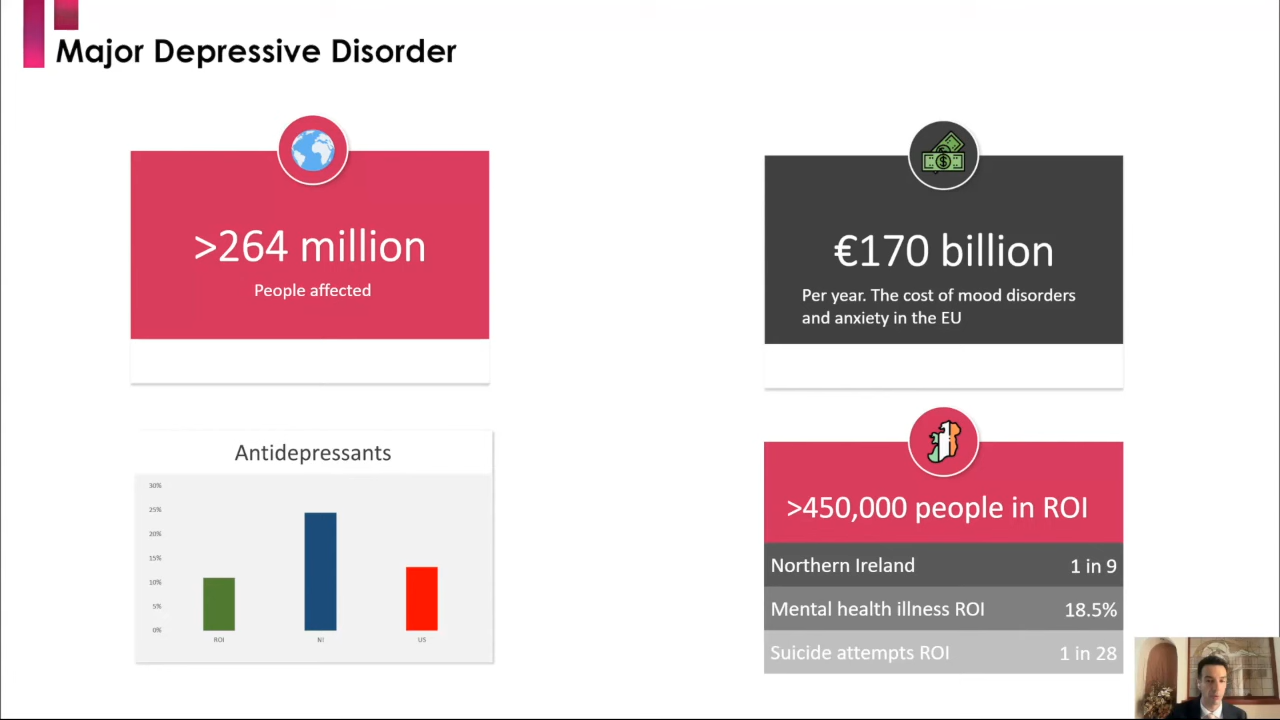 Major Depressive Disorder
>264 million
People affected
€170 billion
Per year. The cost of mood disorders
and anxiety in the EU
Antidepressants
30%
25%
20%
15%
10%
5%
0%
ROI
NI
US
>450,000 people in ROI
Northern Ireland 1 in 9
Mental health illness ROI 18.5%
Suicide attempts ROI 1 in 28